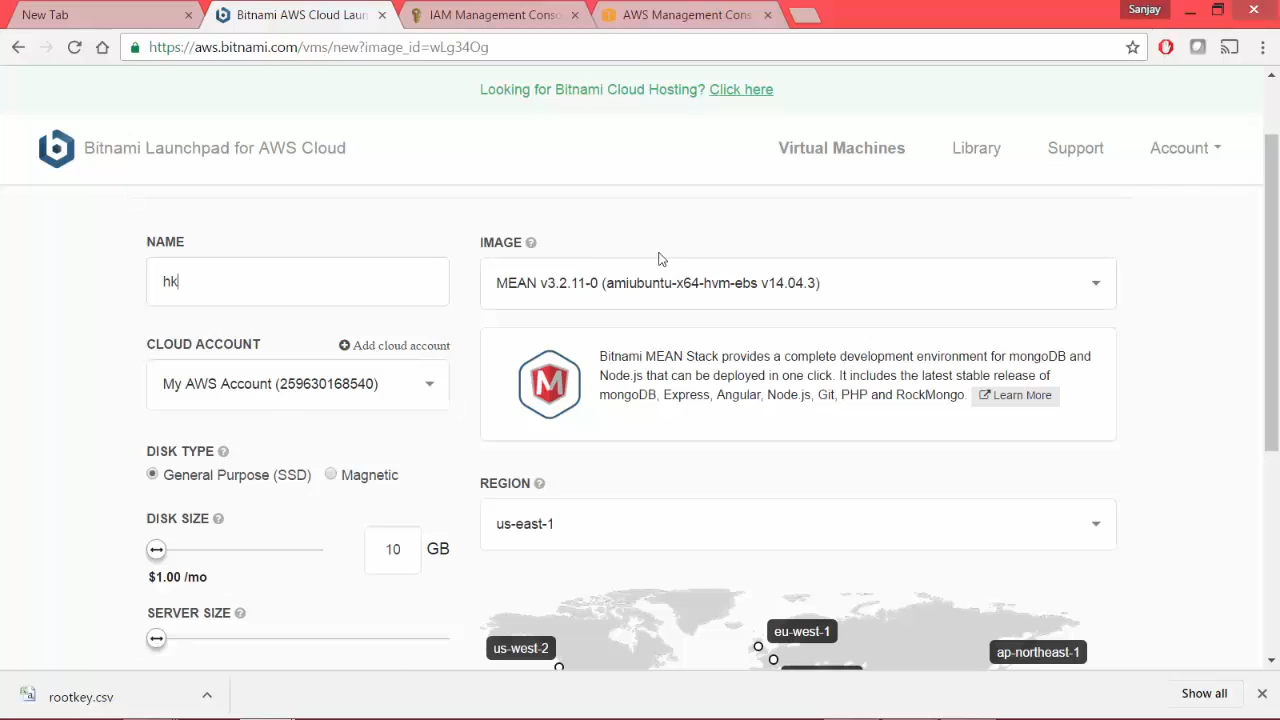 New Tab
Bitnami AWS Cloud Laun
IAM Management Conso
AWS Management Cons
Sanjay
https://aws.bitnami.com/vms/new?image_id=wLg34Og
Looking for Bitnami Cloud Hosting? Click here
Bitnami Launchpad for AWS Cloud
Virtual Machines
Library
Support
Account
NAME
hk
CLOUD ACCOUNT
Add cloud account
My AWS Account (259630168540)
DISK TYPE
General Purpose (SSD)
Magnetic
DISK SIZE
10
GB
$1.00 /mo
SERVER SIZE
IMAGE
MEAN v3.2.11-0 (amiubuntu-x64-hvm-ebs v14.04.3)
Bitnami MEAN Stack provides a complete development environment for mongoDB and
Node.js that can be deployed in one click. It includes the latest stable release of
mongoDB, Express, Angular, Node.js, Git, PHP and RockMongo.
Learn More
REGION
us-east-1
eu-west-1
us-west-2
ap-northeast-1
rootkey.csv
Show all